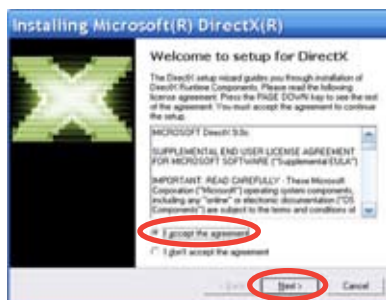 Installing Microsoft(R) DirectX(R)
Welcome to setup for DirectX
The DirectX setup wizard guides you through installation of
DirectX Runtime Components. Please read the following
license agreement. Press the PAGE DOWN key to see the rest
of the agreement. You must accept the agreement to continue
the setup.
MICROSOFT DirectX 9.0c
SUPPLEMENTAL END USER LICENSE AGREEMENT
FOR MICROSOFT SOFTWARE ("Supplemental EULA")
IMPORTANT: READ CAREFULLY - These Microsoft
Corporation ("Microsoft") operating system components,
including any "online" or electronic documentation ("OS
Components") are subject to the terms and conditions of
I accept the agreement
I don't accept the agreement
Next >
Cancel